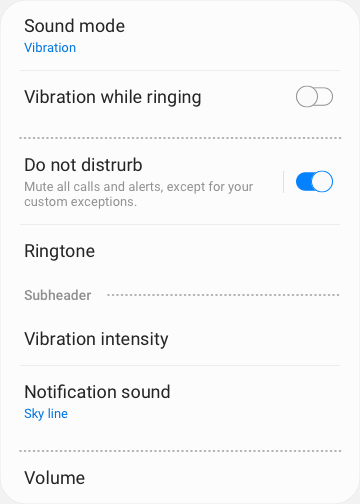 Sound mode
Vibration
Vibration while ringing
Do not distrurb
Mute all calls and alerts, except for your
custom exceptions.
Ringtone
Subheader
Vibration intensity
Notification sound
Sky line
Volume